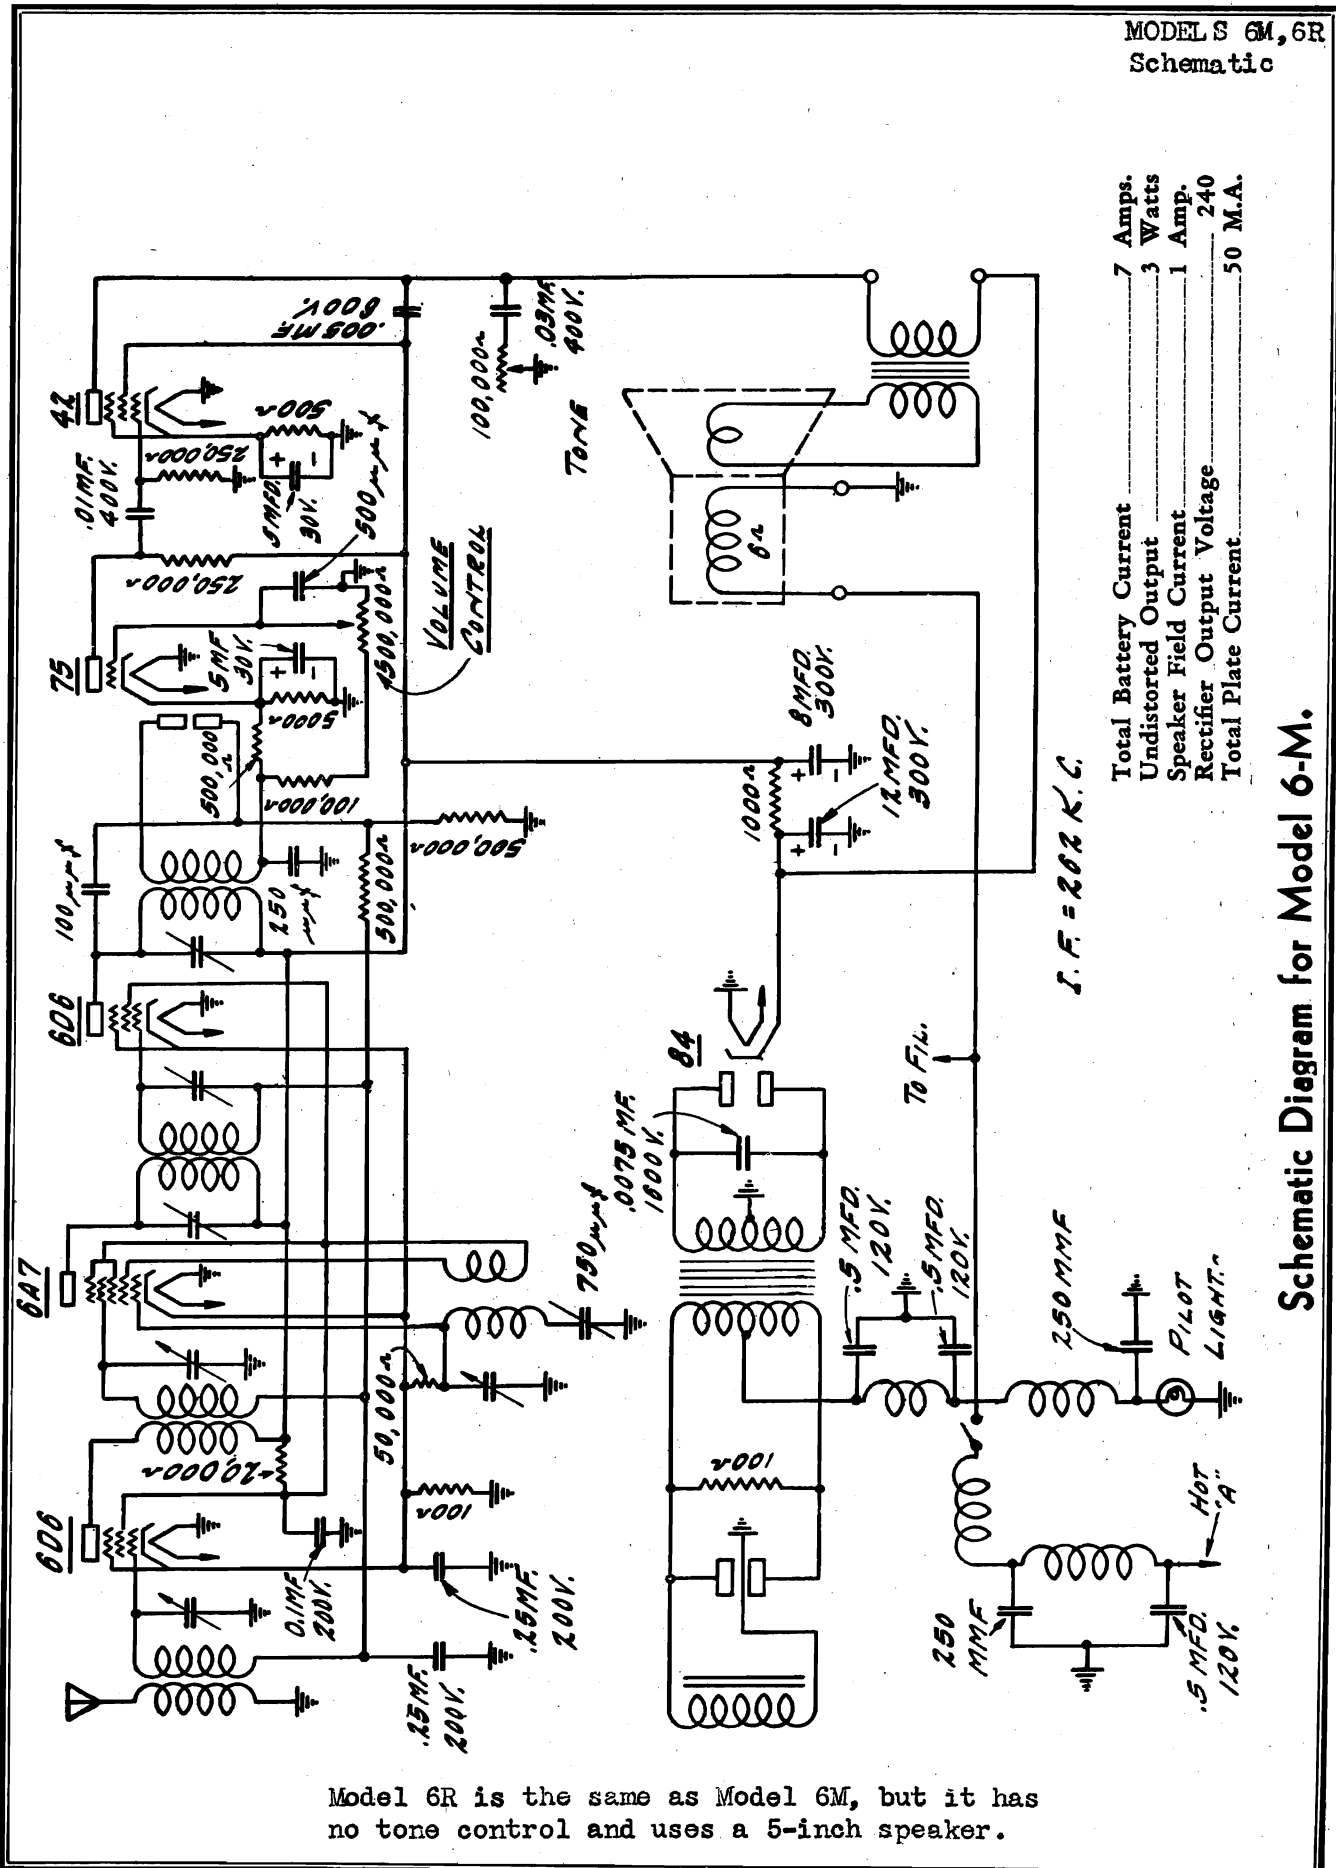 MODELS 6M,6R
Schematic
6D6
6A7
6D6
75
42
.01MF.
400V.
250,000Ω
500Ω
5MFD.
30V.
500μμf
.005MF.
600V.
100,000Ω
.03MF.
400V.
TONE
250,000Ω
5MF
30V.
5000Ω
1500,000Ω
VOLUME
CONTROL
500,000
Ω
100,000Ω
500,000Ω
500,000Ω
100μμf
250
μμf
750μμf
50,000Ω
20,000Ω
100Ω
0.1MF
200V.
.25MF.
200V.
.25MF.
200V.
84
.0075MF.
1600V.
1000Ω
8MFD.
300V.
12MFD.
300V.
6Ω
To FIL.
.5MFD.
120V.
.5MFD.
120V.
100Ω
250MMF
PILOT
LIGHT.
250
MMF
.5MFD.
120V.
HOT
"A"
I.F.=262 K.C.
Total Battery Current 7 Amps.
Undistorted Output 3 Watts
Speaker Field Current 1 Amp.
Rectifier Output Voltage 240
Total Plate Current 50 M.A.
Schematic Diagram for Model 6-M.
Model 6R is the same as Model 6M, but it has
no tone control and uses a 5-inch speaker.